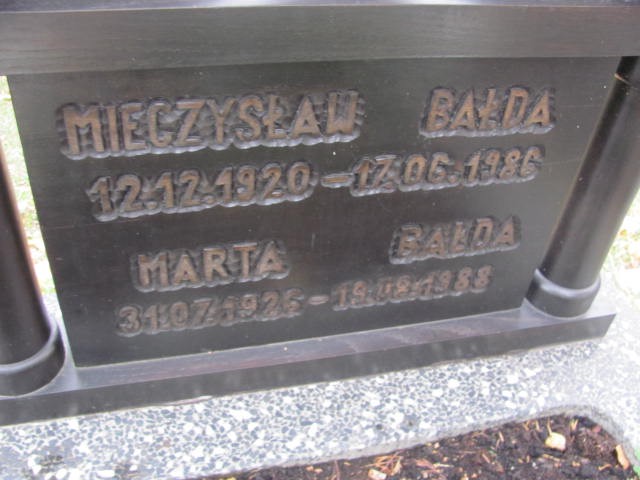 MIECZYSŁAW BAŁDA
12.12.1920 – 17.06.1986
MARTA BAŁDA
31.07.1926 – 19.08.1988